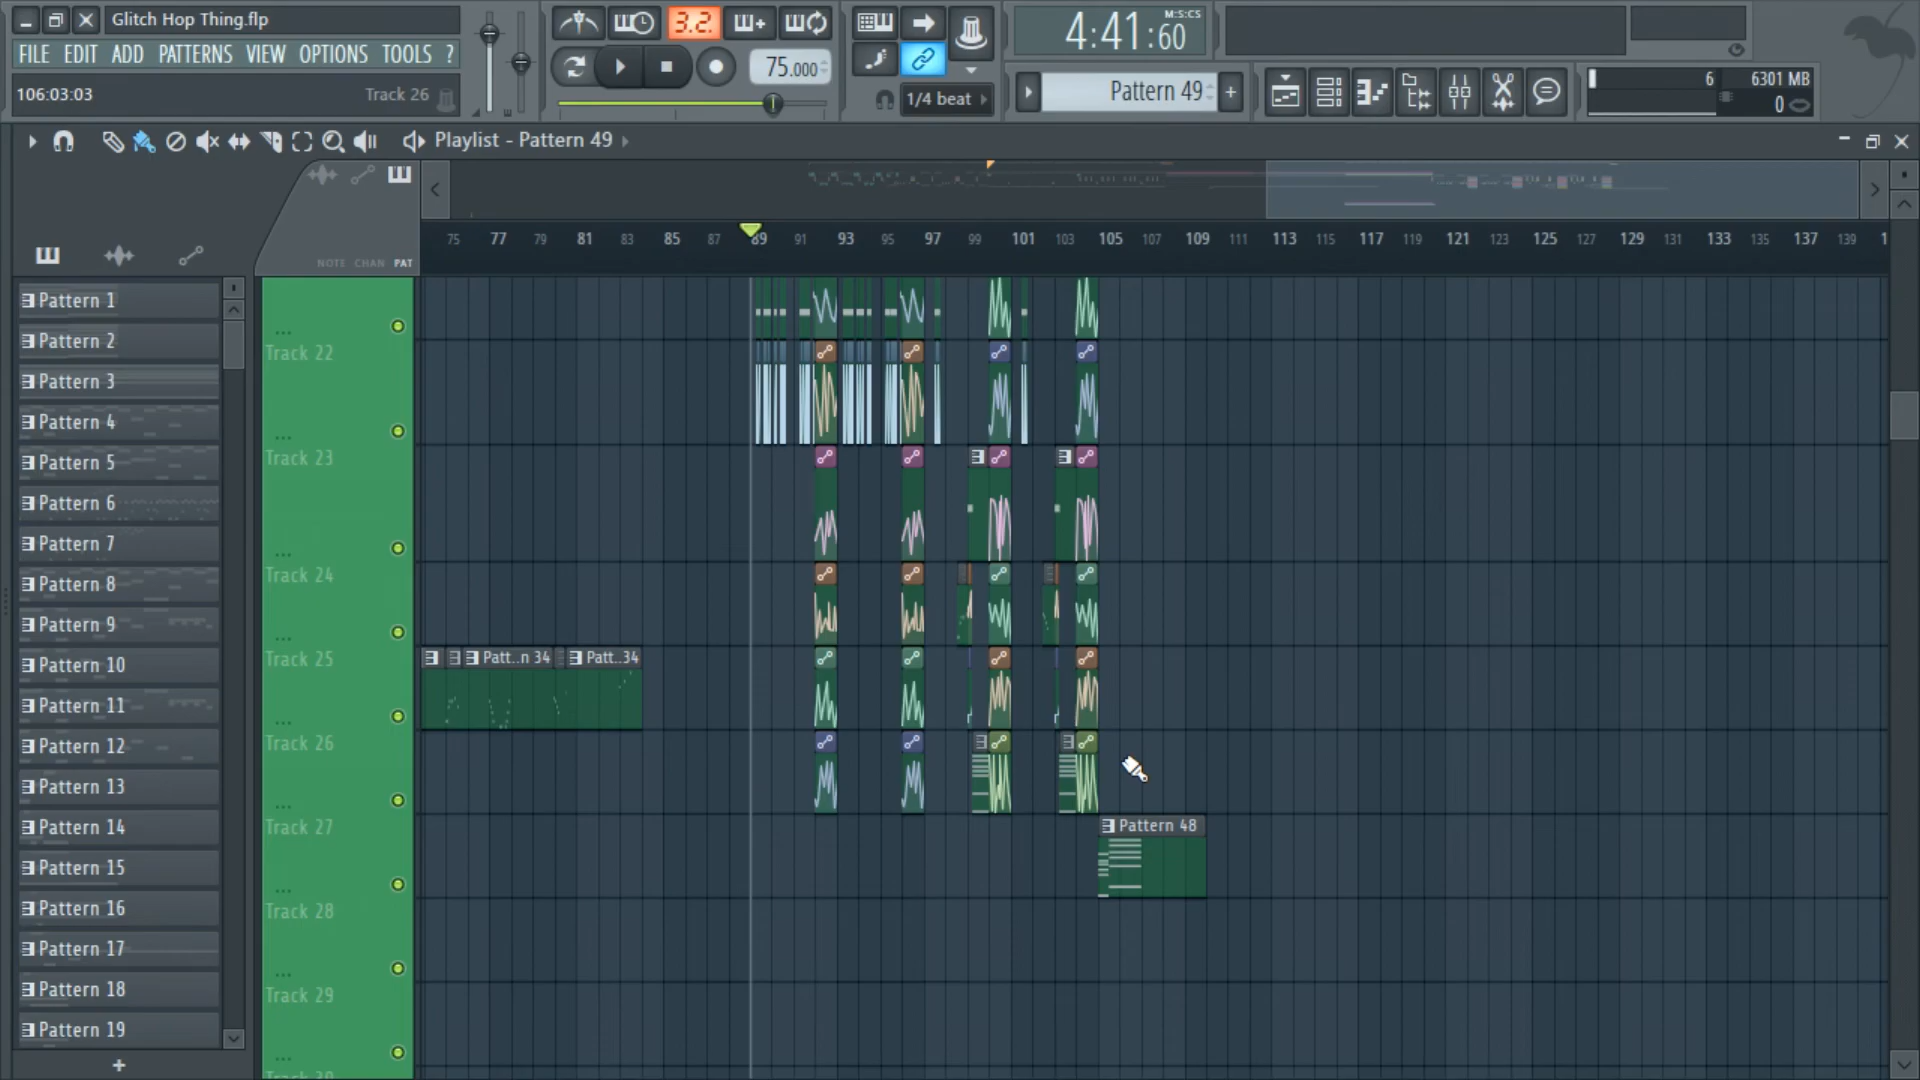 Glitch Hop Thing.flp
FILE EDIT ADD PATTERNS VIEW OPTIONS TOOLS ?
106:03:03 Track 26
3.2.
75.000
1/4 beat
M:S:CS
4:41:60
Pattern 49
6 6301 MB
0
Playlist - Pattern 49
NOTE CHAN PAT
75 77 79 81 83 85 87 89 91 93 95 97 99 101 103 105 107 109 111 113 115 117 119 121 123 125 127 129 131 133 135 137 139 1
Pattern 1
Pattern 2
Pattern 3
Pattern 4
Pattern 5
Pattern 6
Pattern 7
Pattern 8
Pattern 9
Pattern 10
Pattern 11
Pattern 12
Pattern 13
Pattern 14
Pattern 15
Pattern 16
Pattern 17
Pattern 18
Pattern 19
+
Track 22
Track 23
Track 24
Track 25
Patt..n 34 Patt..34
Track 26
Track 27
Pattern 48
Track 28
Track 29
Track 30